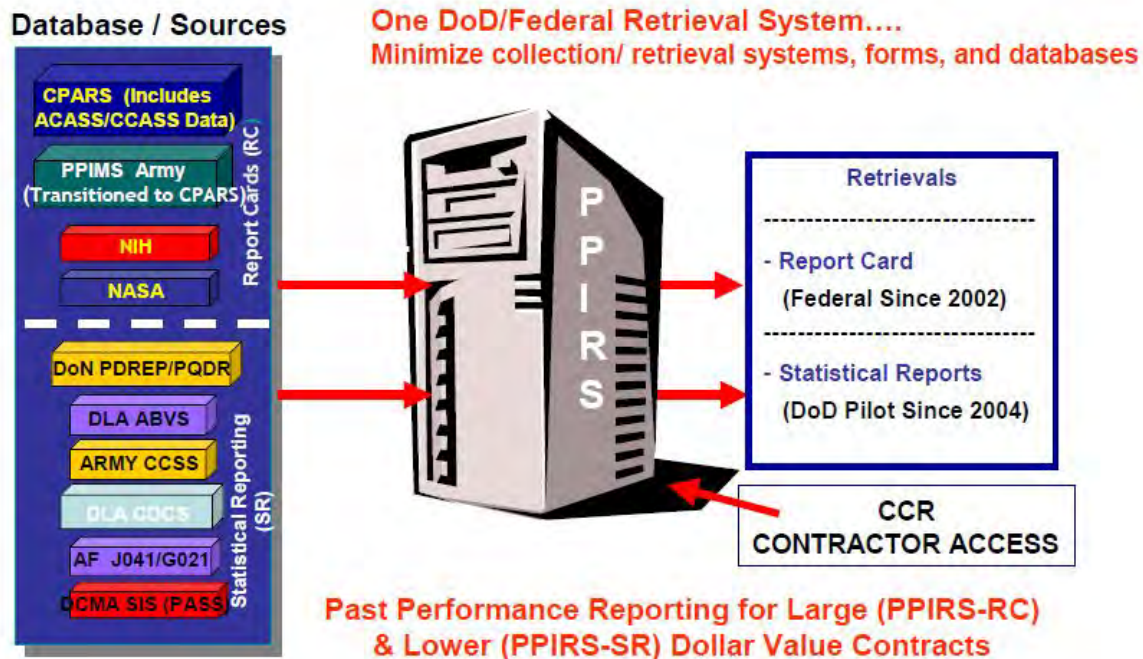 Database / Sources
One DoD/Federal Retrieval System....
Minimize collection/ retrieval systems, forms, and databases
CPARS (Includes
ACASS/CCASS Data)
PPIMS Army
(Transitioned to CPARS)
NIH
NASA
Report Cards (RC)
DoN PDREP/PQDR
DLA ABVS
ARMY CCSS
DLA CDCS
AF J041/G021
DCMA SIS (PASS)
Statistical Reporting
(SR)
PPIRS
Retrievals
- Report Card
(Federal Since 2002)
- Statistical Reports
(DoD Pilot Since 2004)
CCR
CONTRACTOR ACCESS
Past Performance Reporting for Large (PPIRS-RC)
& Lower (PPIRS-SR) Dollar Value Contracts